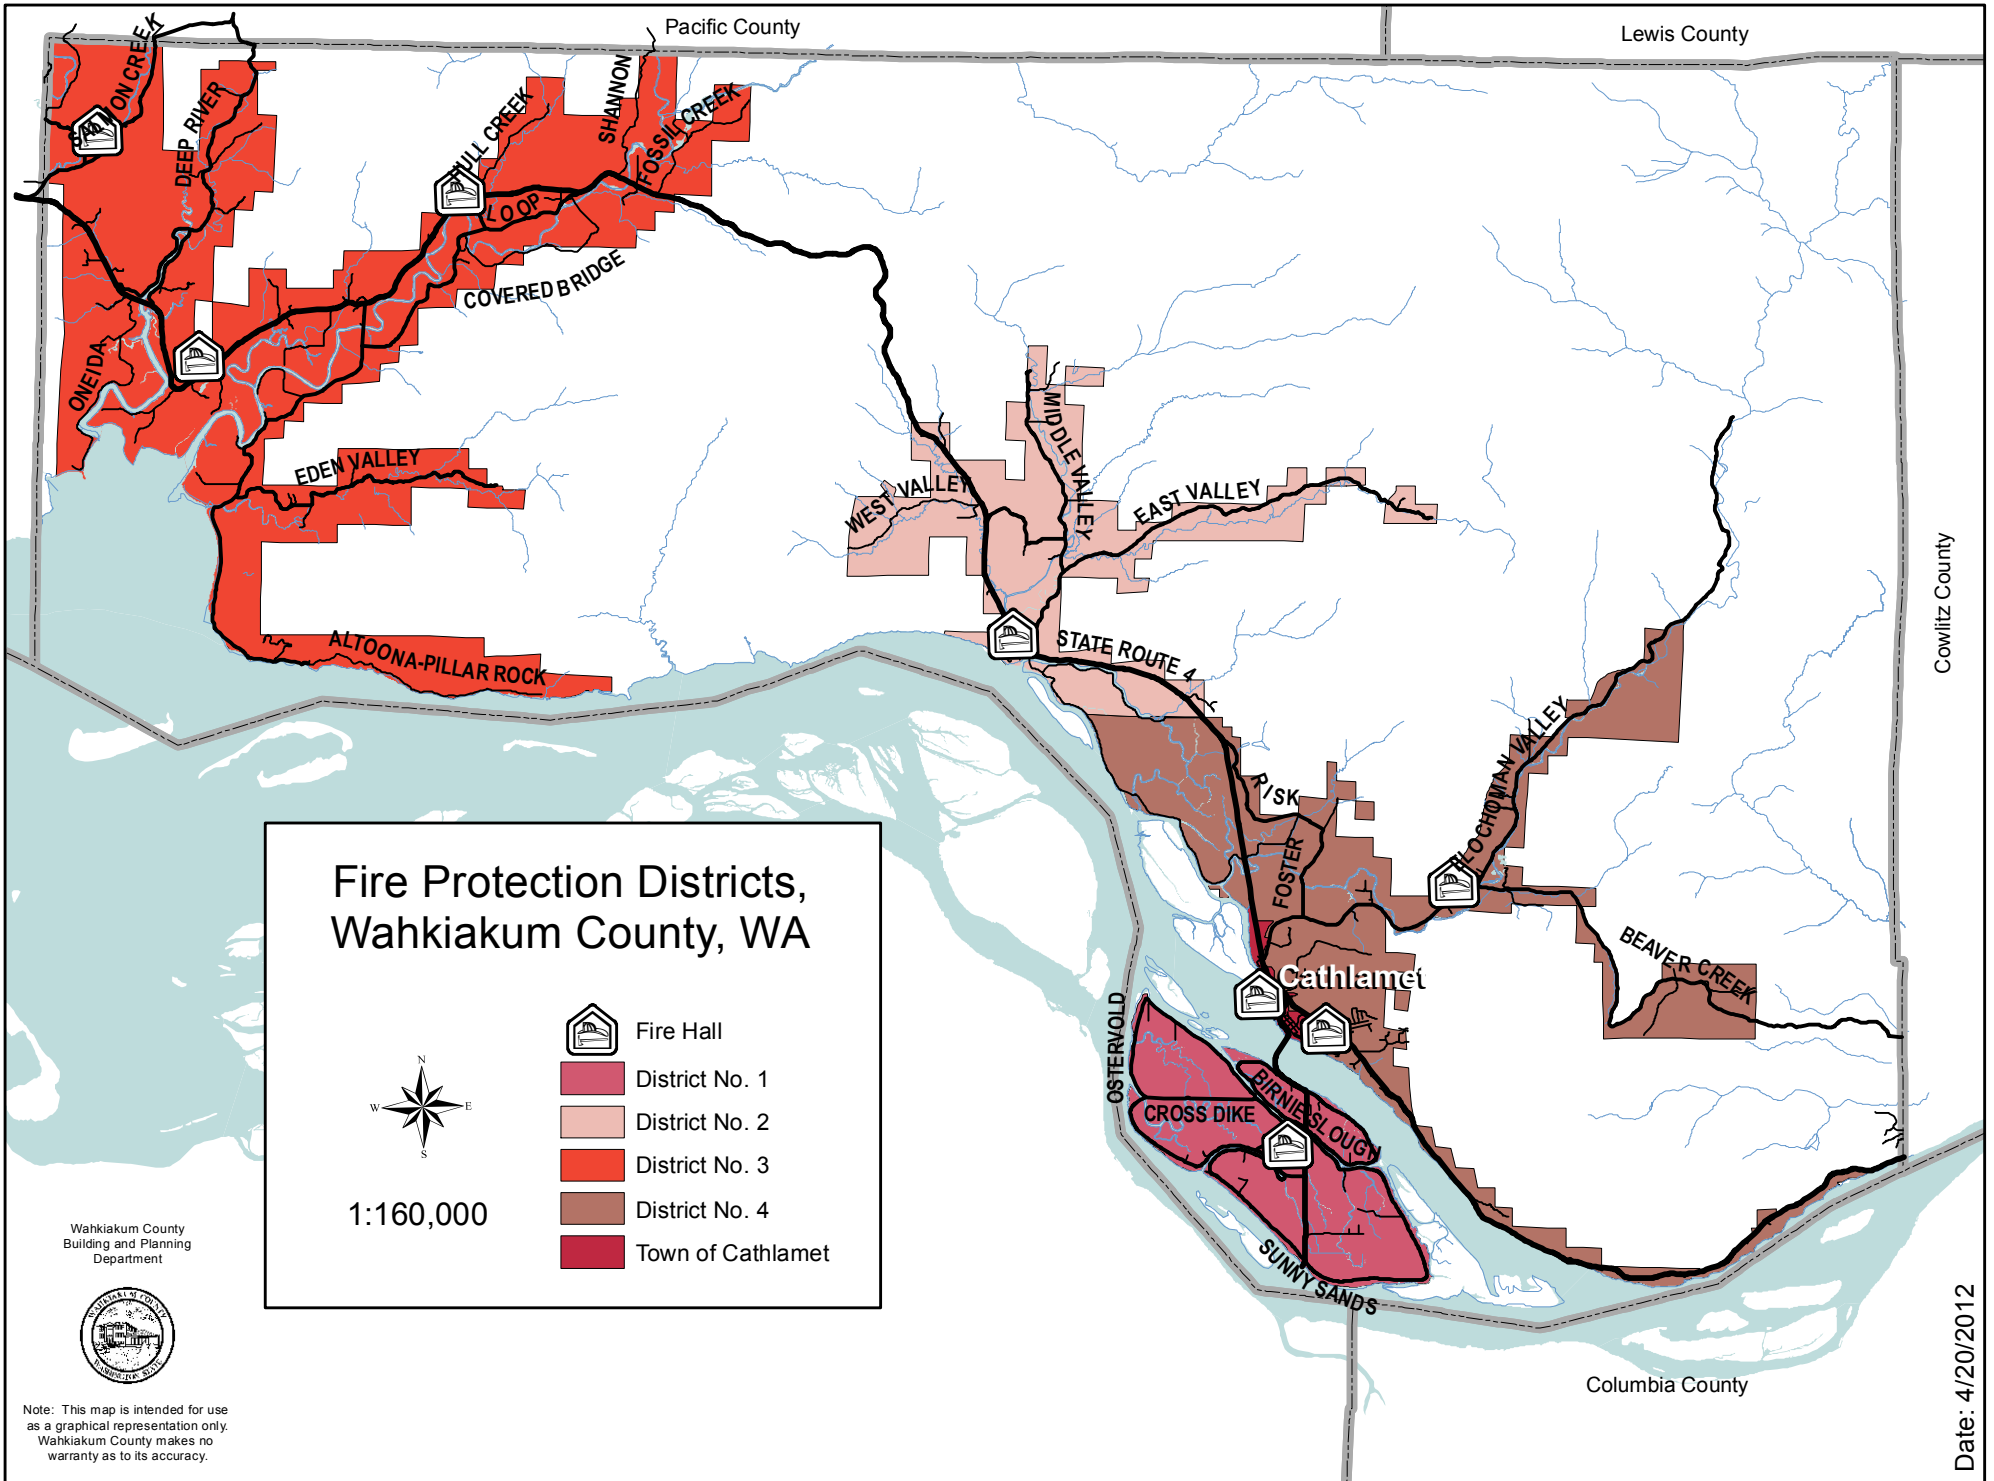 Pacific County
Lewis County
SALMON CREEK
DEEP RIVER
HULL CREEK
SHANNON
FOSSIL CREEK
LOOP
COVERED BRIDGE
ONEIDA
EDEN VALLEY
ALTOONA-PILLAR ROCK
WEST VALLEY
MIDDLE VALLEY
EAST VALLEY
STATE ROUTE 4
Cowlitz County
RISK
FOSTER
ELOCHOMAN VALLEY
BEAVER CREEK
Cathlamet
OSTERVOLD
CROSS DIKE
BIRNIE SLOUGH
SUNNY SANDS
Columbia County
Fire Protection Districts,
Wahkiakum County, WA
N
W E
S
1:160,000
Fire Hall
District No. 1
District No. 2
District No. 3
District No. 4
Town of Cathlamet
Wahkiakum County
Building and Planning
Department
WAHKIAKUM COUNTY
WASHINGTON STATE
Note: This map is intended for use
as a graphical representation only.
Wahkiakum County makes no
warranty as to its accuracy.
Date: 4/20/2012